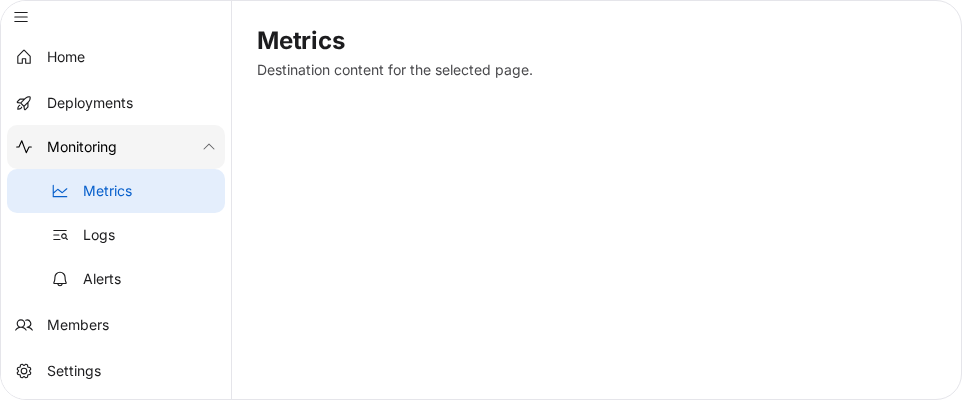 Home
Deployments
Monitoring
Metrics
Logs
Alerts
Members
Settings
Metrics
Destination content for the selected page.